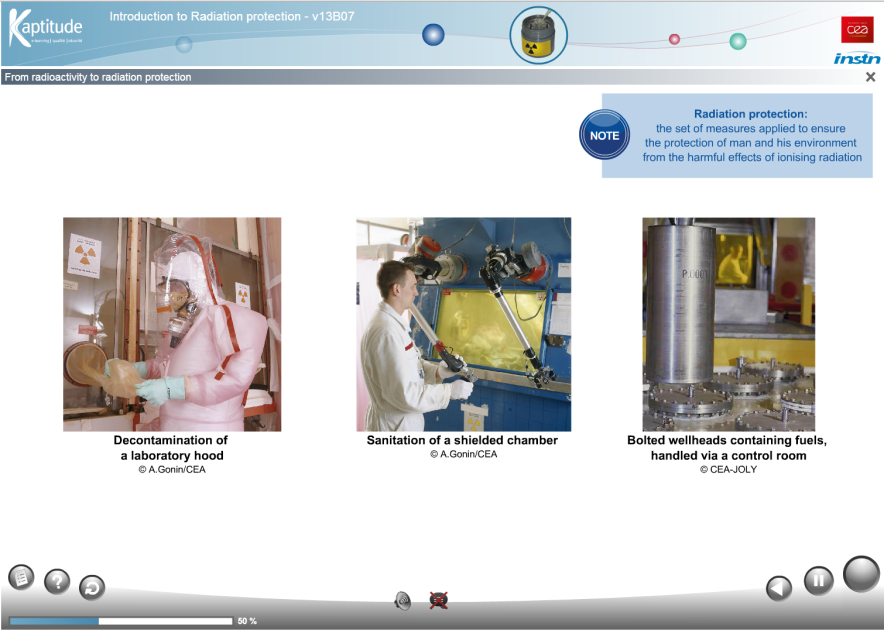 Kaptitude
Introduction to Radiation protection - v13B07
cea
instn
From radioactivity to radiation protection
NOTE
Radiation protection:
the set of measures applied to ensure
the protection of man and his environment
from the harmful effects of ionising radiation
Decontamination of
a laboratory hood
© A.Gonin/CEA
Sanitation of a shielded chamber
© A.Gonin/CEA
Bolted wellheads containing fuels,
handled via a control room
© CEA-JOLY
50 %